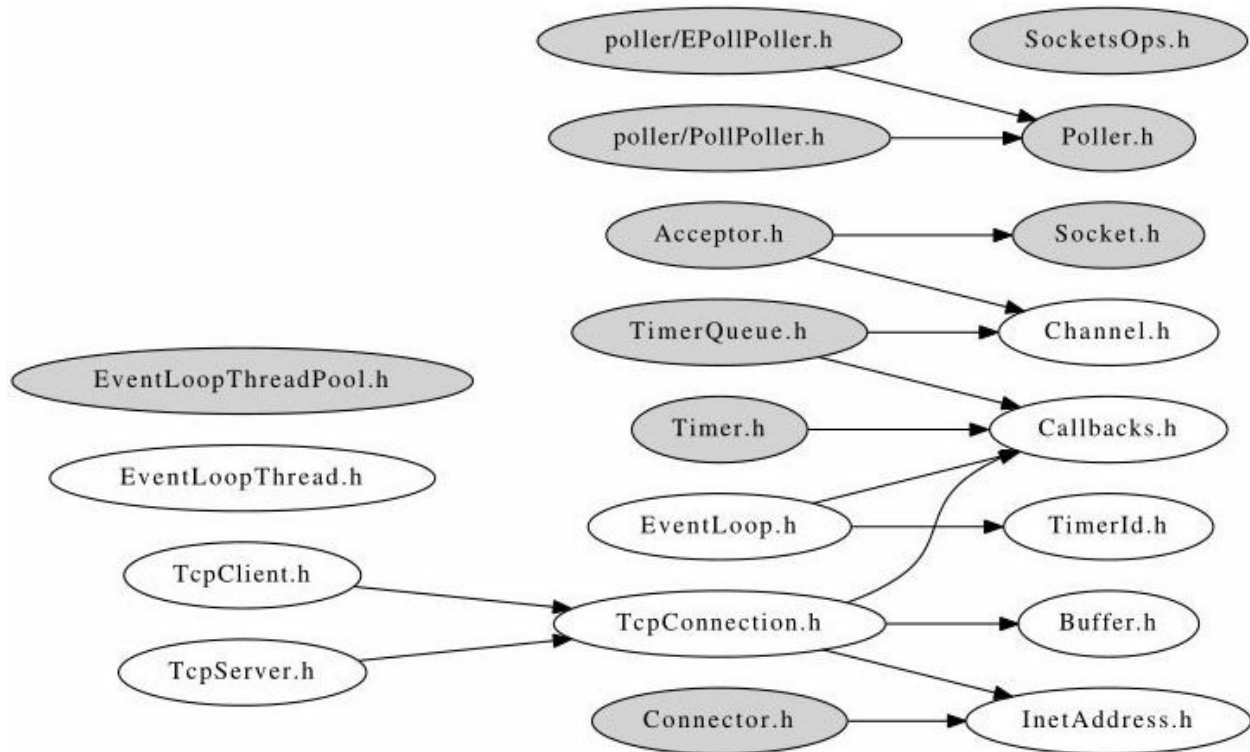 poller/EPollPoller.h
SocketsOps.h
poller/PollPoller.h
Poller.h
Acceptor.h
Socket.h
TimerQueue.h
Channel.h
EventLoopThreadPool.h
Timer.h
Callbacks.h
EventLoopThread.h
EventLoop.h
TimerId.h
TcpClient.h
TcpConnection.h
Buffer.h
TcpServer.h
Connector.h
InetAddress.h